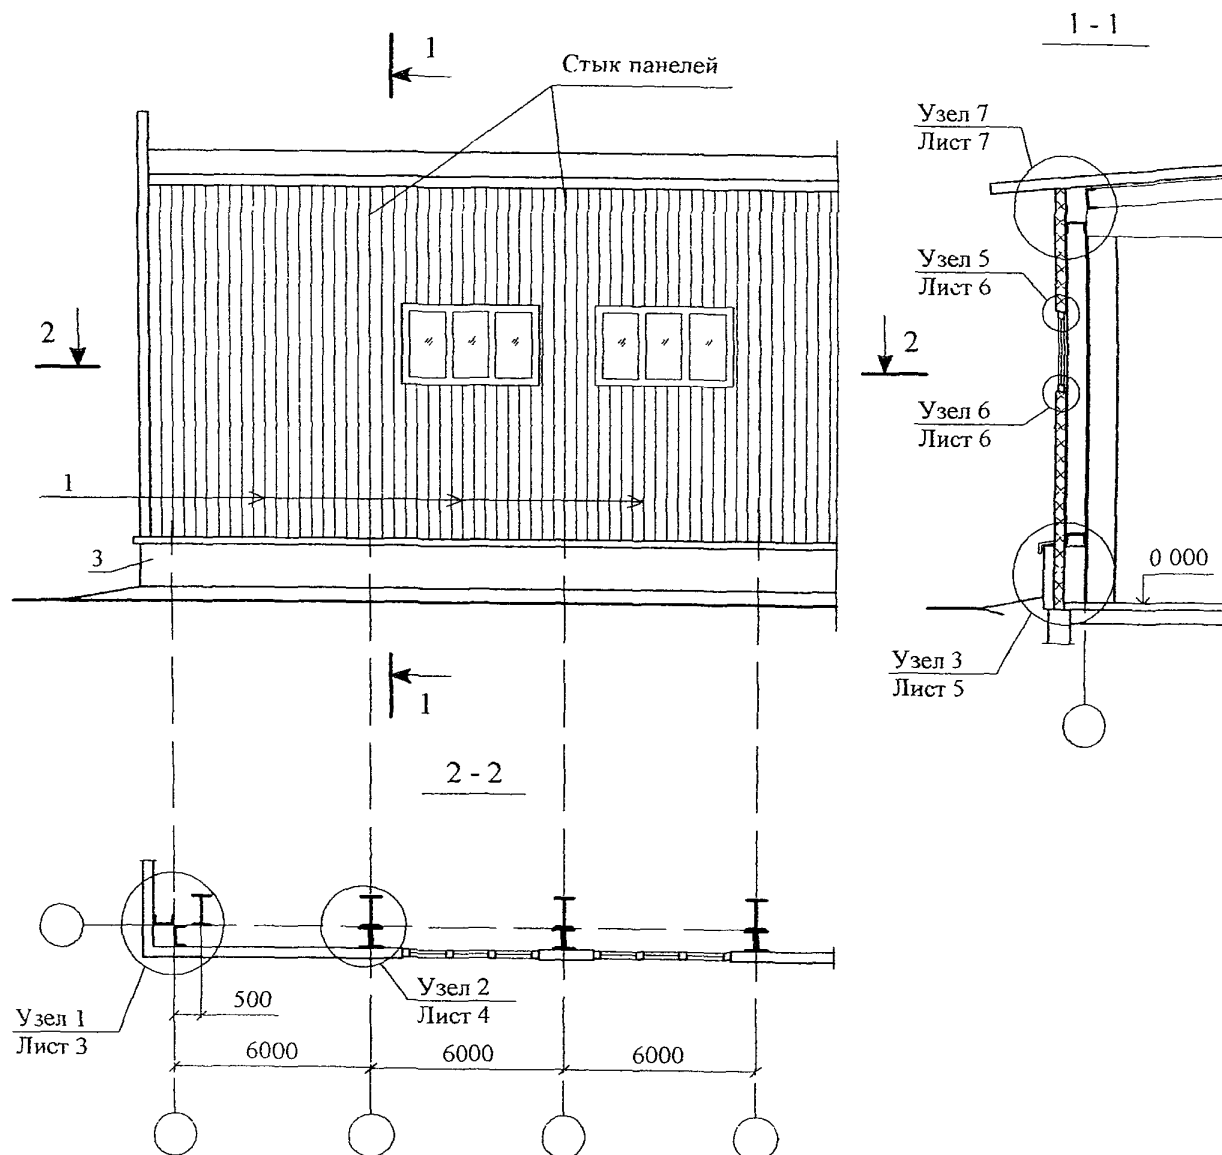 1
Стык панелей
1 - 1
Узел 7
Лист 7
Узел 5
Лист 6
2
2
Узел 6
Лист 6
1
3
0 000
Узел 3
Лист 5
1
2 - 2
Узел 1
Лист 3
500
Узел 2
Лист 4
6000
6000
6000